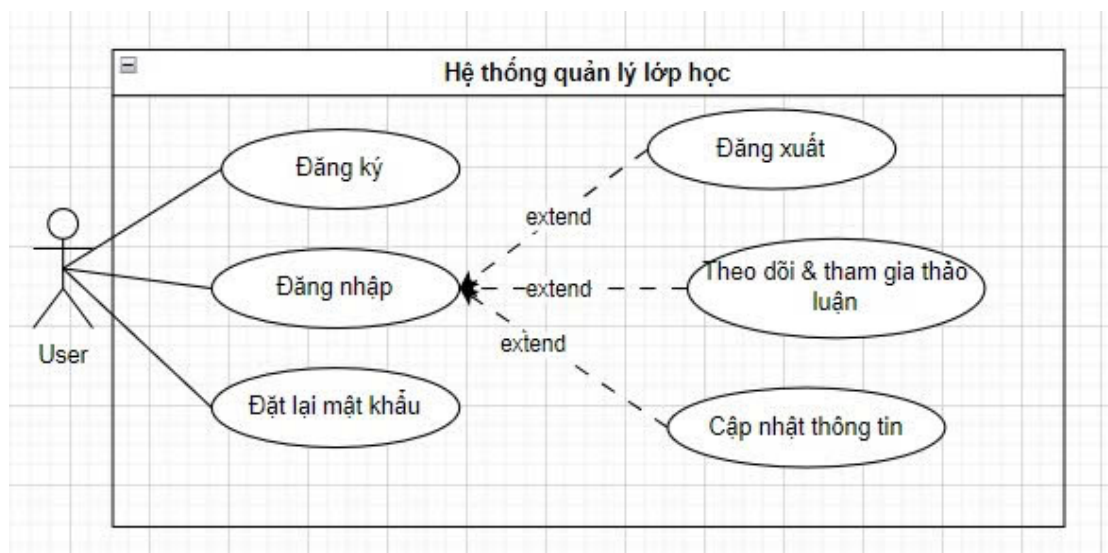 Hệ thống quản lý lớp học
Đăng ký
Đăng xuất
extend
Đăng nhập
extend
Theo dõi & tham gia thảo
luận
extend
User
Đặt lại mật khẩu
Cập nhật thông tin